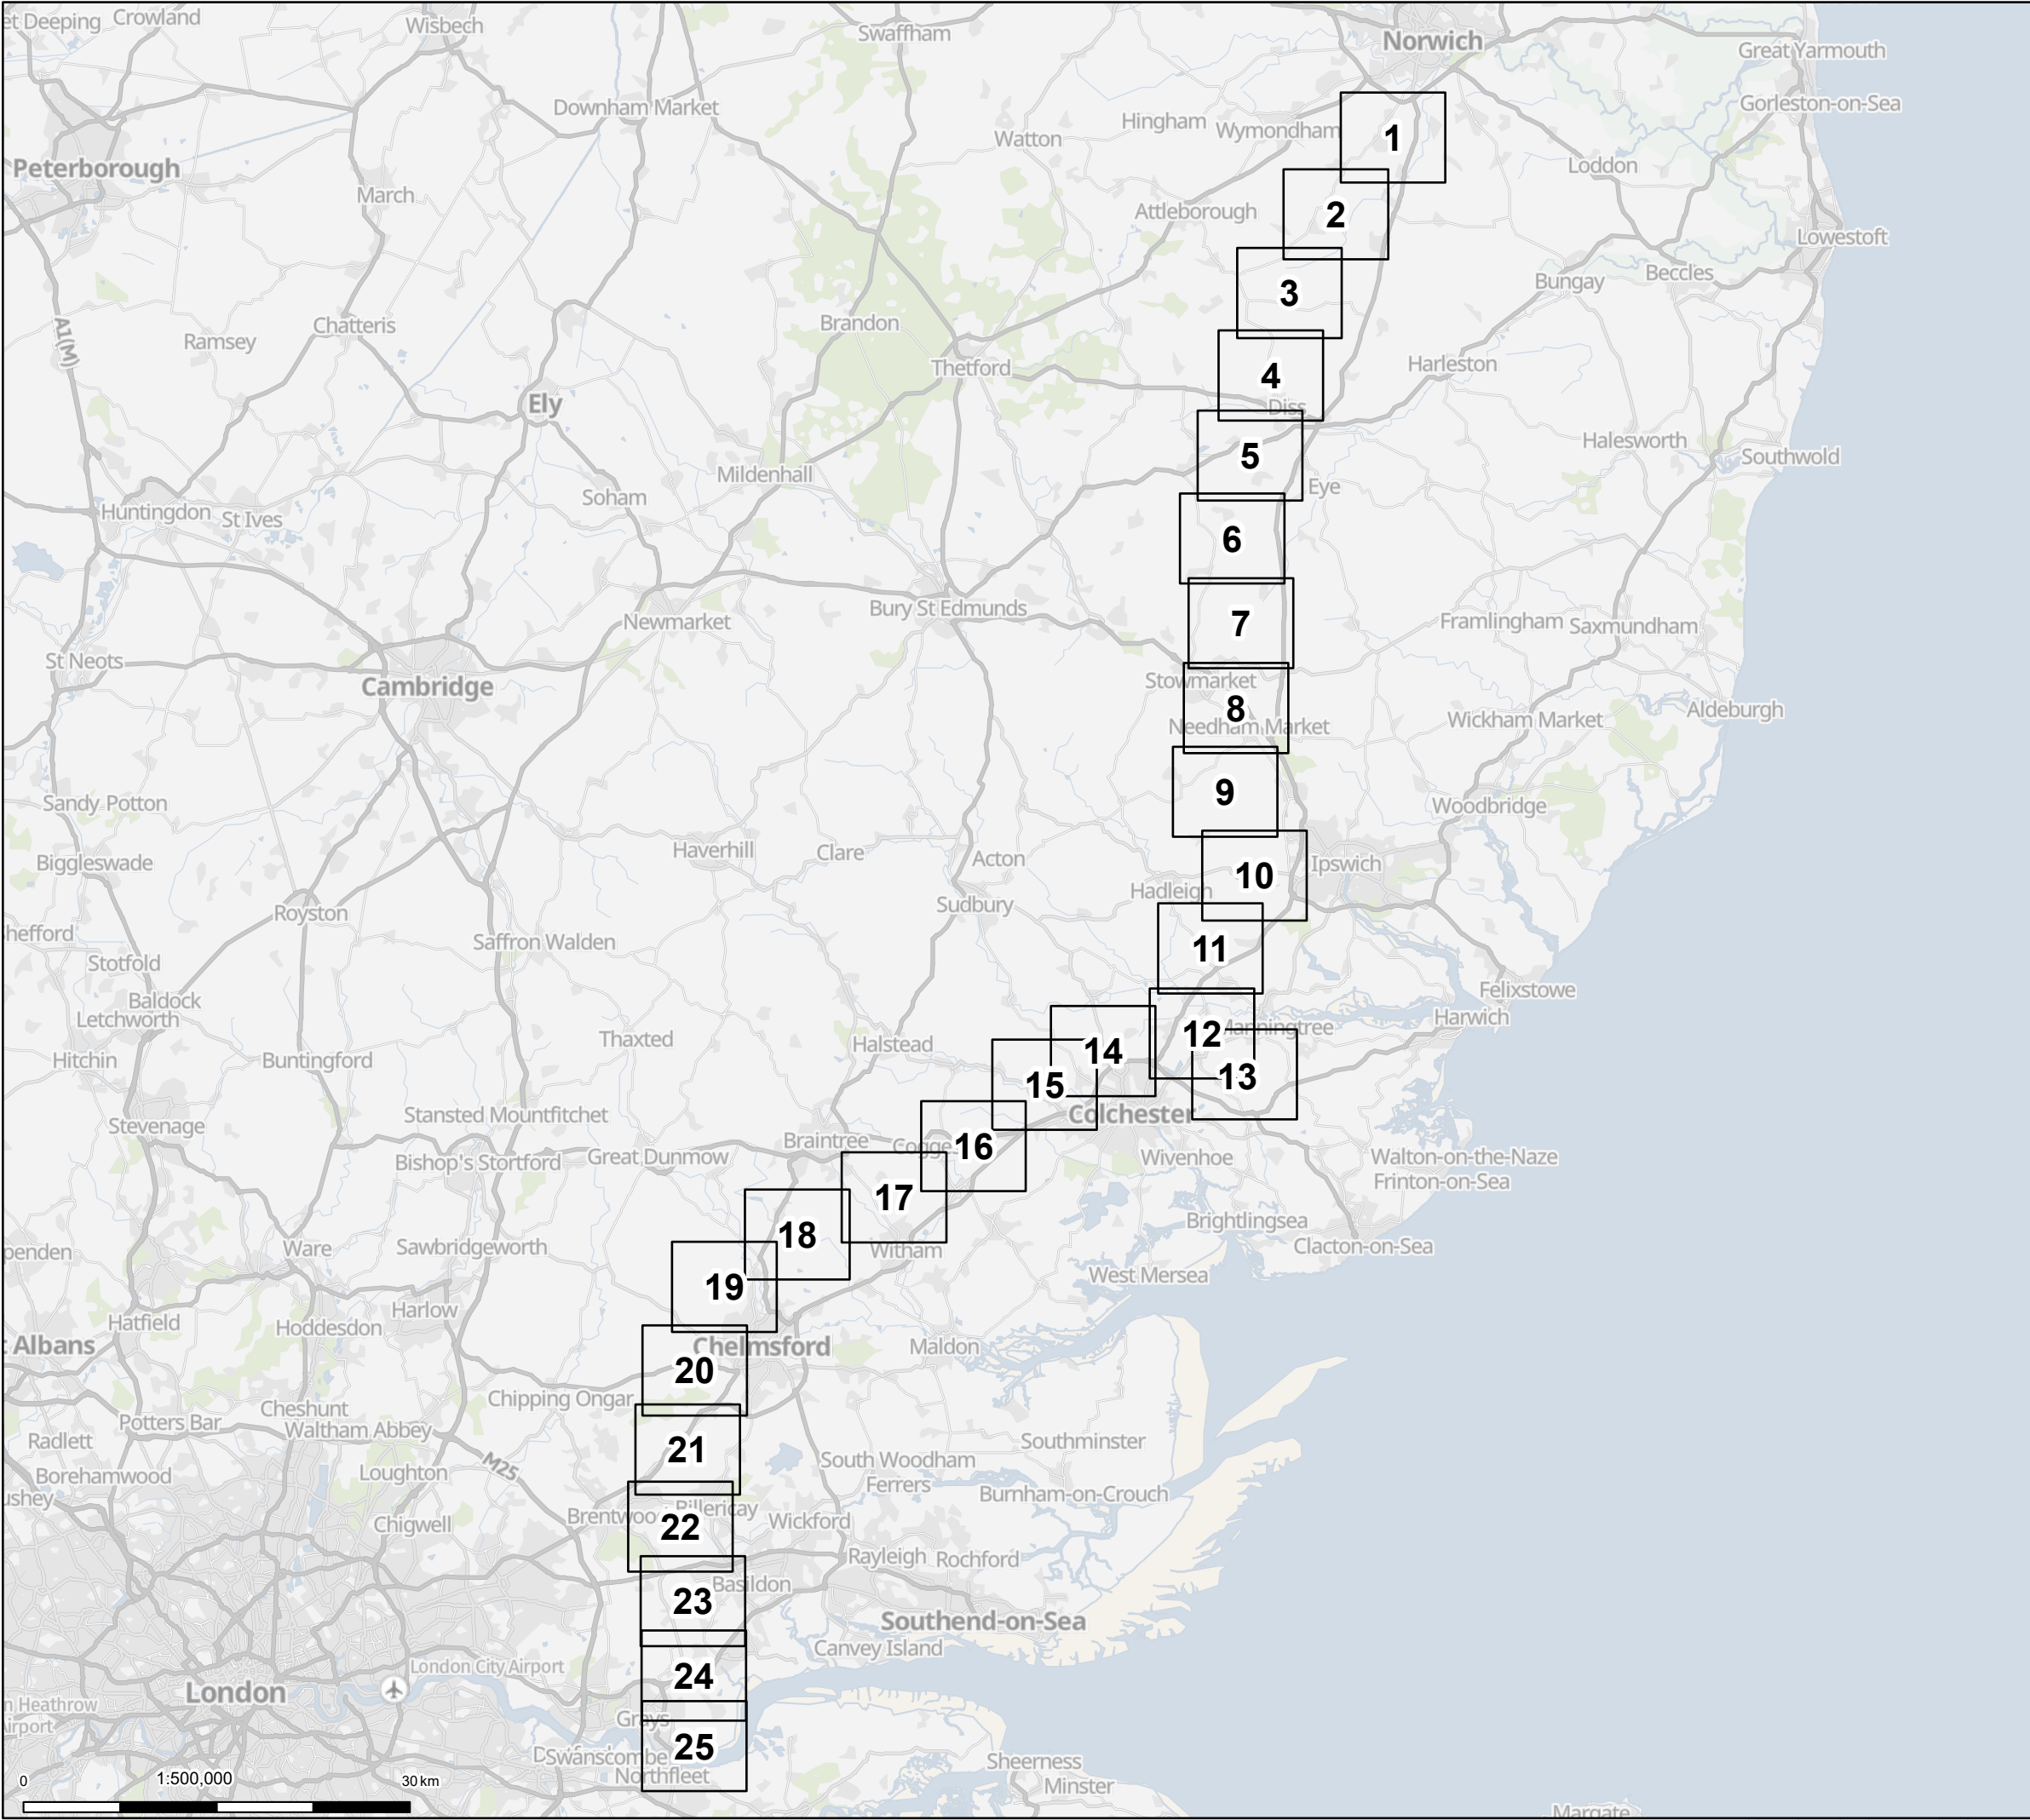 et Deeping
Crowland
Wisbech
Swaffham
Norwich
Great Yarmouth
Gorleston-on-Sea
Downham Market
Hingham
Wymondham
Watton
1
Loddon
Peterborough
March
Attleborough
2
Lowestoft
Beccles
Bungay
3
A1(M)
Ramsey
Chatteris
Brandon
Thetford
Harleston
4
Diss
Ely
Halesworth
Southwold
5
Mildenhall
Eye
Soham
Huntingdon
St Ives
6
Bury St Edmunds
Newmarket
7
Framlingham
Saxmundham
St Neots
Cambridge
Stowmarket
8
Needham Market
Wickham Market
Aldeburgh
9
Sandy Potton
Woodbridge
Biggleswade
Haverhill
Clare
Acton
Ipswich
10
Hadleigh
Sudbury
Royston
hefford
Saffron Walden
11
Stotfold
Baldock
Letchworth
Felixstowe
Harwich
Manningtree
12
Thaxted
Halstead
14
Hitchin
Buntingford
13
15
Colchester
Stansted Mountfitchet
Stevenage
Braintree
Cogge
16
Bishop's Stortford
Great Dunmow
Wivenhoe
Walton-on-the-Naze
Frinton-on-Sea
17
Brightlingsea
18
penden
Ware
Sawbridgeworth
Witham
Clacton-on-Sea
West Mersea
19
Harlow
Hatfield
Hoddesdon
t Albans
Chelmsford
Maldon
20
Chipping Ongar
Cheshunt
Potters Bar
Waltham Abbey
Radlett
21
Southminster
M25
South Woodham
Ferrers
Borehamwood
Loughton
ushey
Burnham-on-Crouch
Brentwoo
Billericay
Chigwell
22
Wickford
Rayleigh
Rochford
Basildon
23
Southend-on-Sea
Canvey Island
London City Airport
24
London
n Heathrow
Airport
Grays
25
Swanscombe
Northfleet
Sheerness
Minster
0
1:500,000
30 km
Margate